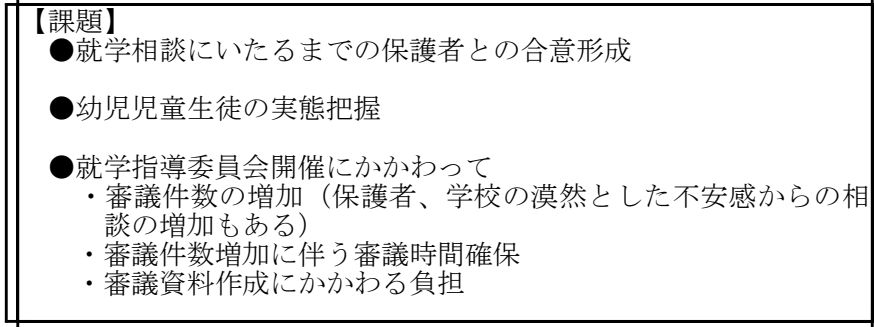 【課題】
●就学相談にいたるまでの保護者との合意形成
●幼児児童生徒の実態把握
●就学指導委員会開催にかかわって
・審議件数の増加（保護者、学校の漠然とした不安感からの相
談の増加もある）
・審議件数増加に伴う審議時間確保
・審議資料作成にかかわる負担